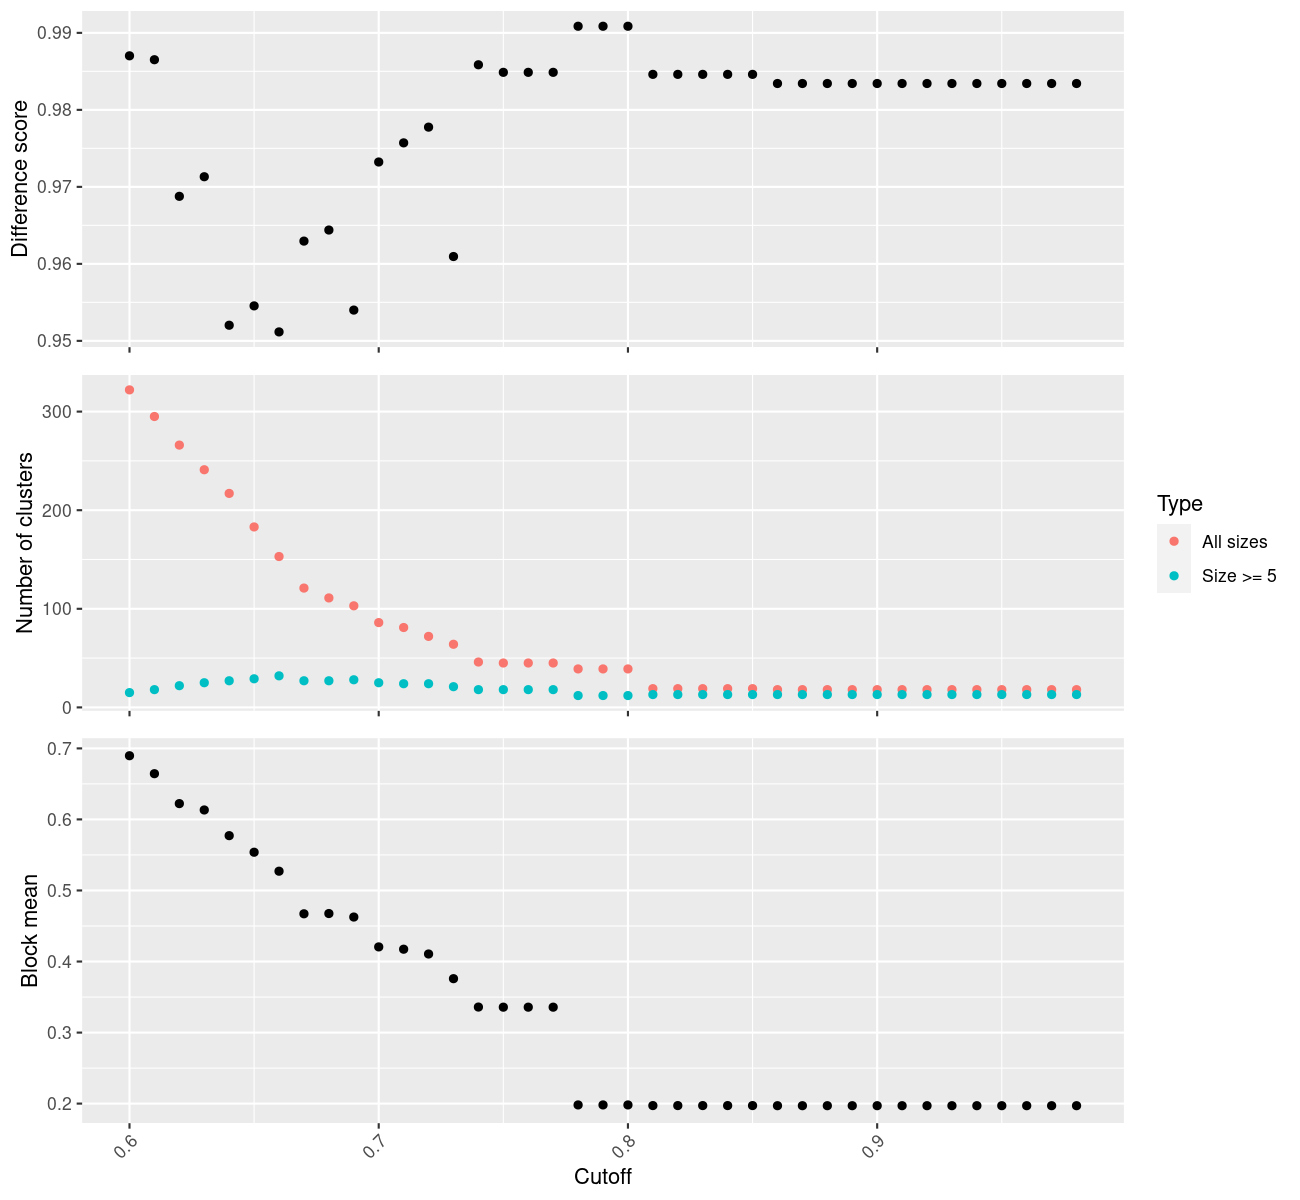 Difference score
0.99
0.98
0.97
0.96
0.95
Number of clusters
300
200
100
0
Block mean
0.7
0.6
0.5
0.4
0.3
0.2
0.6 0.7 0.8 0.9
Cutoff
Type
All sizes
Size >= 5